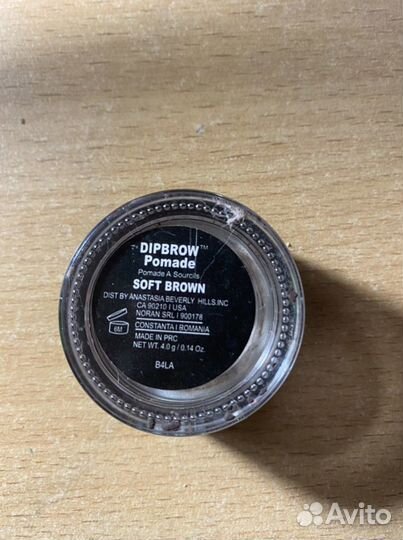 DIPBROW™
Pomade
Pomade A Sourcils
SOFT BROWN
DIST BY ANASTASIA BEVERLY HILLS.INC
CA 90210 I USA
NORAN SRL I 900178
CONSTANTA I ROMANIA
6M
MADE IN PRC
NET WT. 4.0 g / 0.14 Oz.
B4LA
Avito